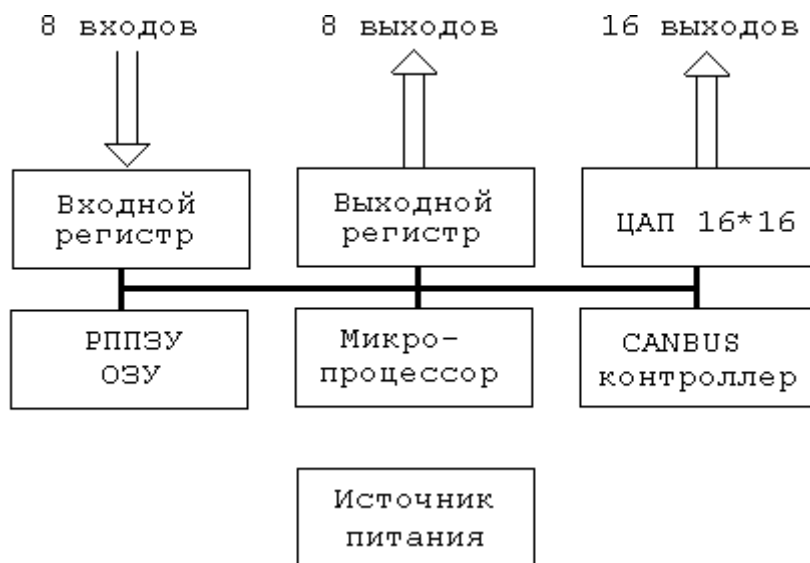 8 входов
8 выходов
16 выходов
Входной
регистр
Выходной
регистр
ЦАП 16*16
РППЗУ
ОЗУ
Микро-
процессор
CANBUS
контроллер
Источник
питания